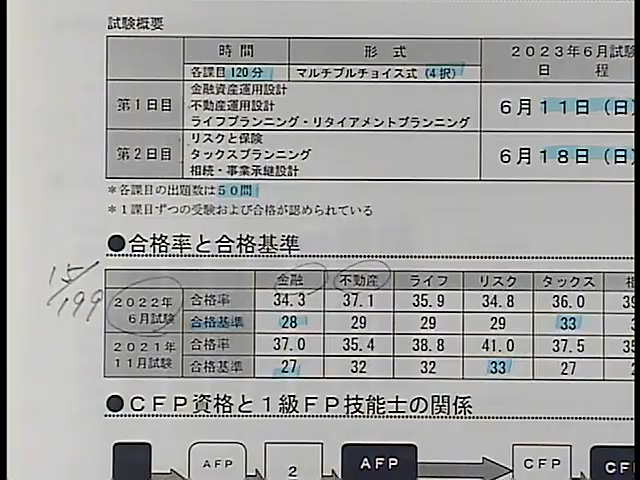 試験概要
時間 形式 2023年6月試験
各課目120分 マルチプルチョイス式(4択) 日程
第1日目 金融資産運用設計 6月11日(日)
不動産運用設計
ライフプランニング・リタイアメントプランニング
第2日目 リスクと保険 6月18日(日)
タックスプランニング
相続・事業承継設計
*各課目の出題数は50問
*1課目ずつの受験および合格が認められている
●合格率と合格基準
15/199
金融 不動産 ライフ リスク タックス 相
2022年6月試験 合格率 34.3 37.1 35.9 34.8 36.0
合格基準 28 29 29 29 33
2021年11月試験 合格率 37.0 35.4 38.8 41.0 37.5
合格基準 27 32 32 33 27
●CFP資格と1級FP技能士の関係
AFP 2 AFP CFP CF